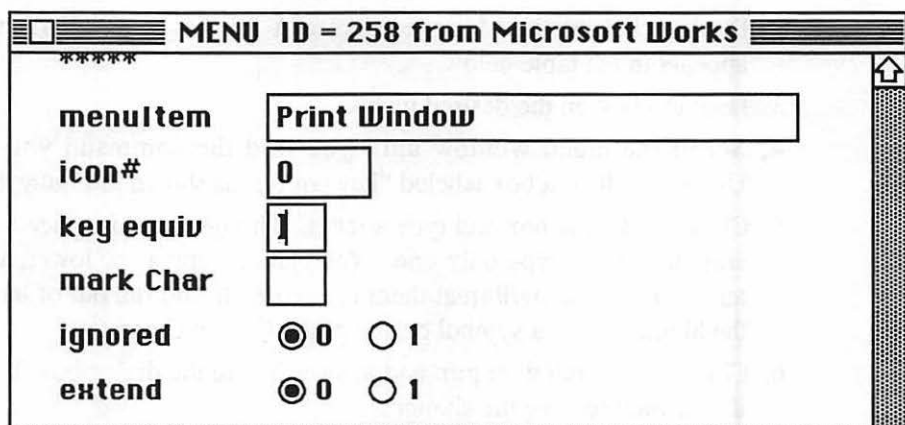 MENU ID = 258 from Microsoft Works
*****
menuItem Print Window
icon# 0
key equiv
mark Char
ignored 0 1
extend 0 1